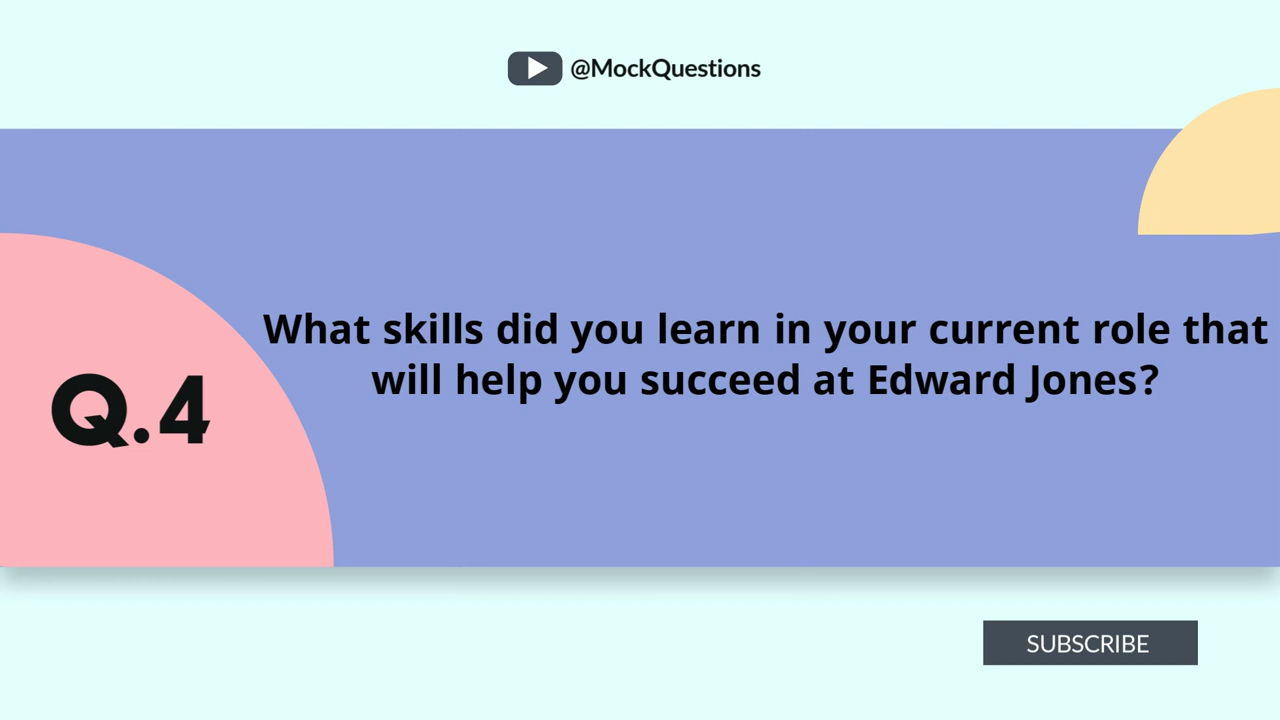 @MockQuestions
What skills did you learn in your current role that
will help you succeed at Edward Jones?
Q.4
SUBSCRIBE